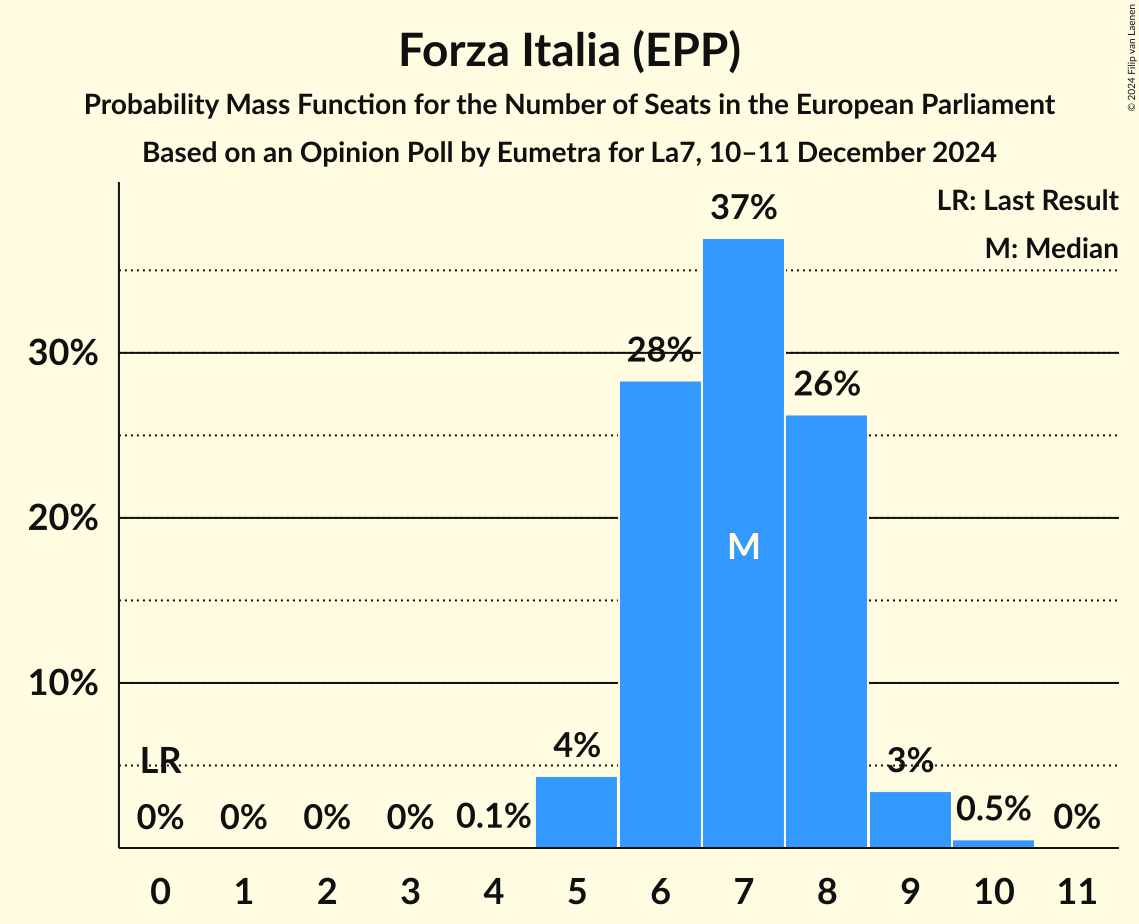 Forza Italia (EPP)
Probability Mass Function for the Number of Seats in the European Parliament
Based on an Opinion Poll by Eumetra for La7, 10–11 December 2024
© 2024 Filip van Laenen
LR: Last Result
M: Median
37%
30%
28%
26%
20%
M
10%
LR
4%
3%
0%
0%
0%
0%
0.1%
0.5%
0%
0 1 2 3 4 5 6 7 8 9 10 11